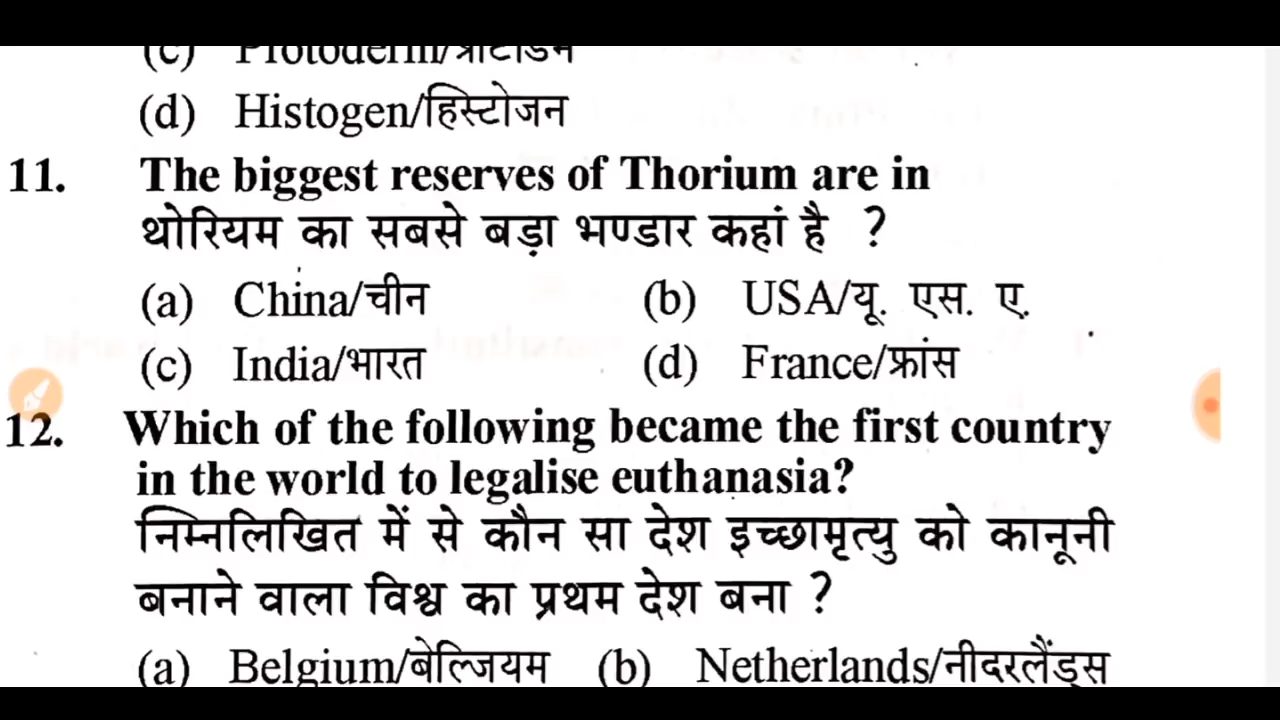 (c) Protoderm/प्रोटोडर्म
(d) Histogen/हिस्टोजन
11. The biggest reserves of Thorium are in
थोरियम का सबसे बड़ा भण्डार कहां है ?
(a) China/चीन (b) USA/यू. एस. ए.
(c) India/भारत (d) France/फ्रांस
12. Which of the following became the first country
in the world to legalise euthanasia?
निम्नलिखित में से कौन सा देश इच्छामृत्यु को कानूनी
बनाने वाला विश्व का प्रथम देश बना ?
(a) Belgium/बेल्जियम (b) Netherlands/नीदरलैंड्स